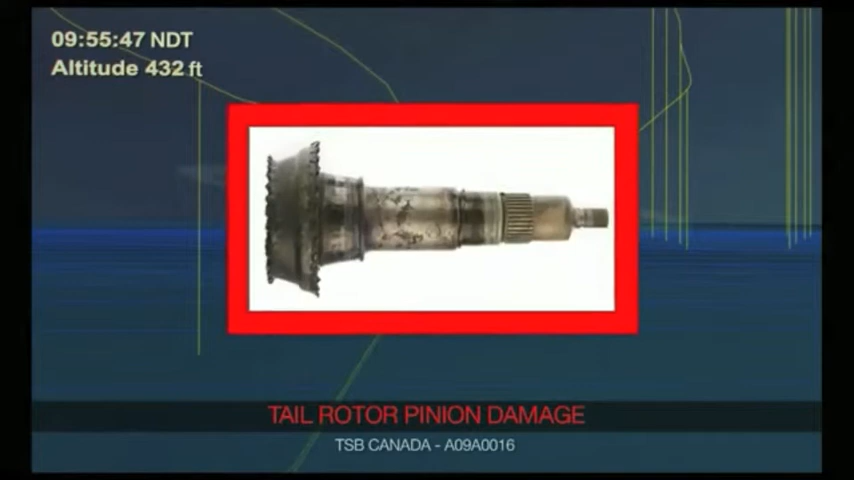 09:55:47 NDT
Altitude 432 ft
TAIL ROTOR PINION DAMAGE
TSB CANADA - A09A0016